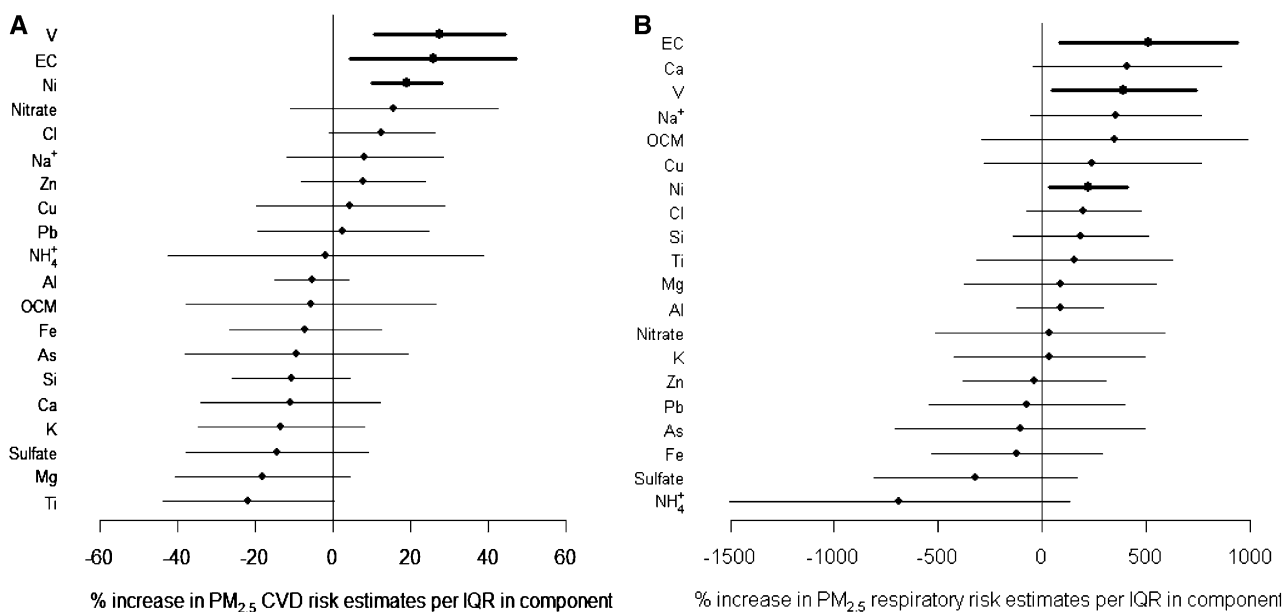 A
V
EC
Ni
Nitrate
Cl
Na+
Zn
Cu
Pb
NH4+
Al
OCM
Fe
As
Si
Ca
K
Sulfate
Mg
Ti
-60 -40 -20 0 20 40 60
% increase in PM2.5 CVD risk estimates per IQR in component
B
EC
Ca
V
Na+
OCM
Cu
Ni
Cl
Si
Ti
Mg
Al
Nitrate
K
Zn
Pb
As
Fe
Sulfate
NH4+
-1500 -1000 -500 0 500 1000
% increase in PM2.5 respiratory risk estimates per IQR in component